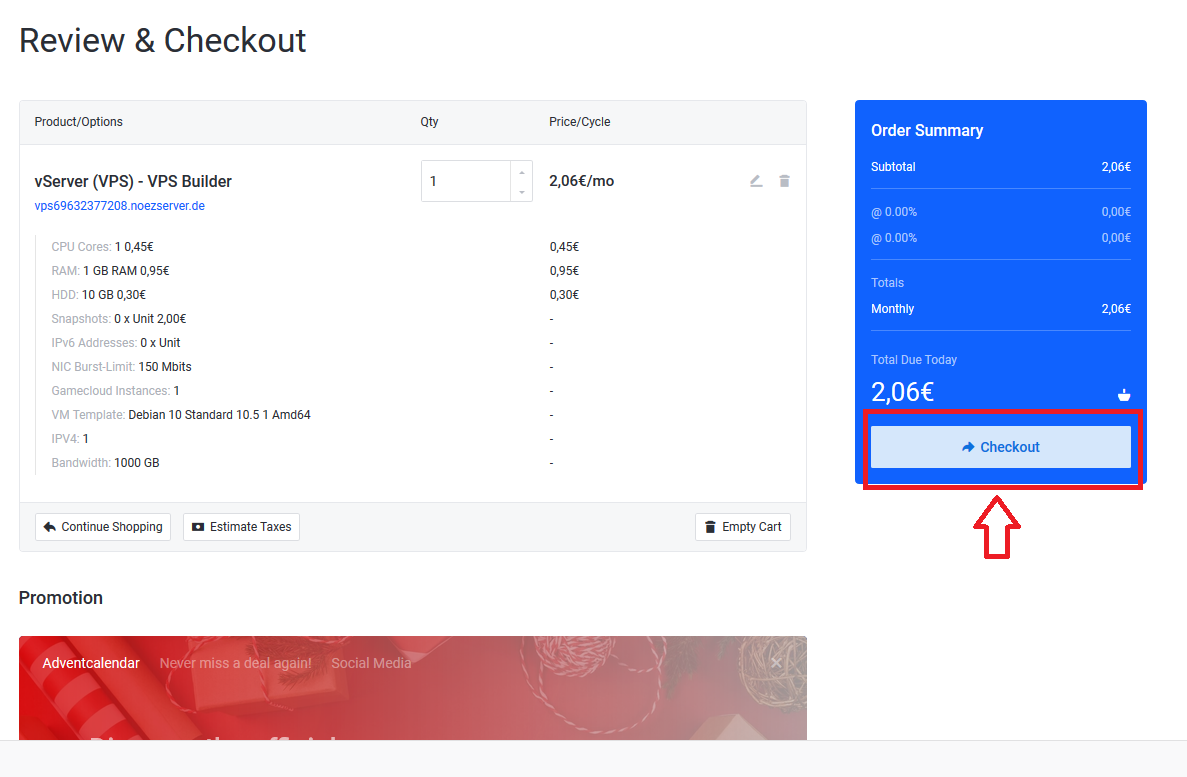 Review & Checkout
Product/Options Qty Price/Cycle
vServer (VPS) - VPS Builder 1 2,06€/mo
vps69632377208.noezserver.de
CPU Cores: 1 0,45€ 0,45€
RAM: 1 GB RAM 0,95€ 0,95€
HDD: 10 GB 0,30€ 0,30€
Snapshots: 0 x Unit 2,00€ -
IPv6 Addresses: 0 x Unit -
NIC Burst-Limit: 150 Mbits -
Gamecloud Instances: 1 -
VM Template: Debian 10 Standard 10.5 1 Amd64 -
IPV4: 1 -
Bandwidth: 1000 GB -
Continue Shopping Estimate Taxes Empty Cart
Order Summary
Subtotal 2,06€
@ 0.00% 0,00€
@ 0.00% 0,00€
Totals
Monthly 2,06€
Total Due Today
2,06€
Checkout
Promotion
Adventcalendar Never miss a deal again! Social Media